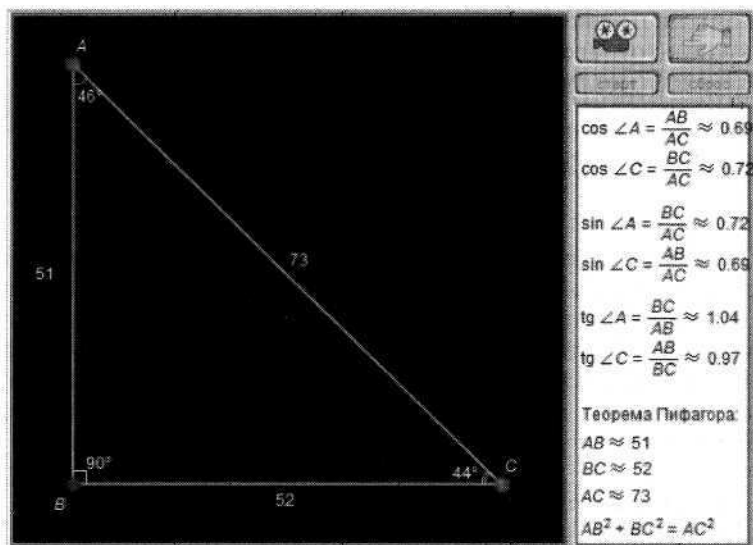 A
46°
51
73
90°
B
52
44°
C
старт
сброс
cos ∠A = AB/AC ≈ 0.69
cos ∠C = BC/AC ≈ 0.72
sin ∠A = BC/AC ≈ 0.72
sin ∠C = AB/AC ≈ 0.69
tg ∠A = BC/AB ≈ 1.04
tg ∠C = AB/BC ≈ 0.97
Теорема Пифагора:
AB ≈ 51
BC ≈ 52
AC ≈ 73
AB² + BC² = AC²